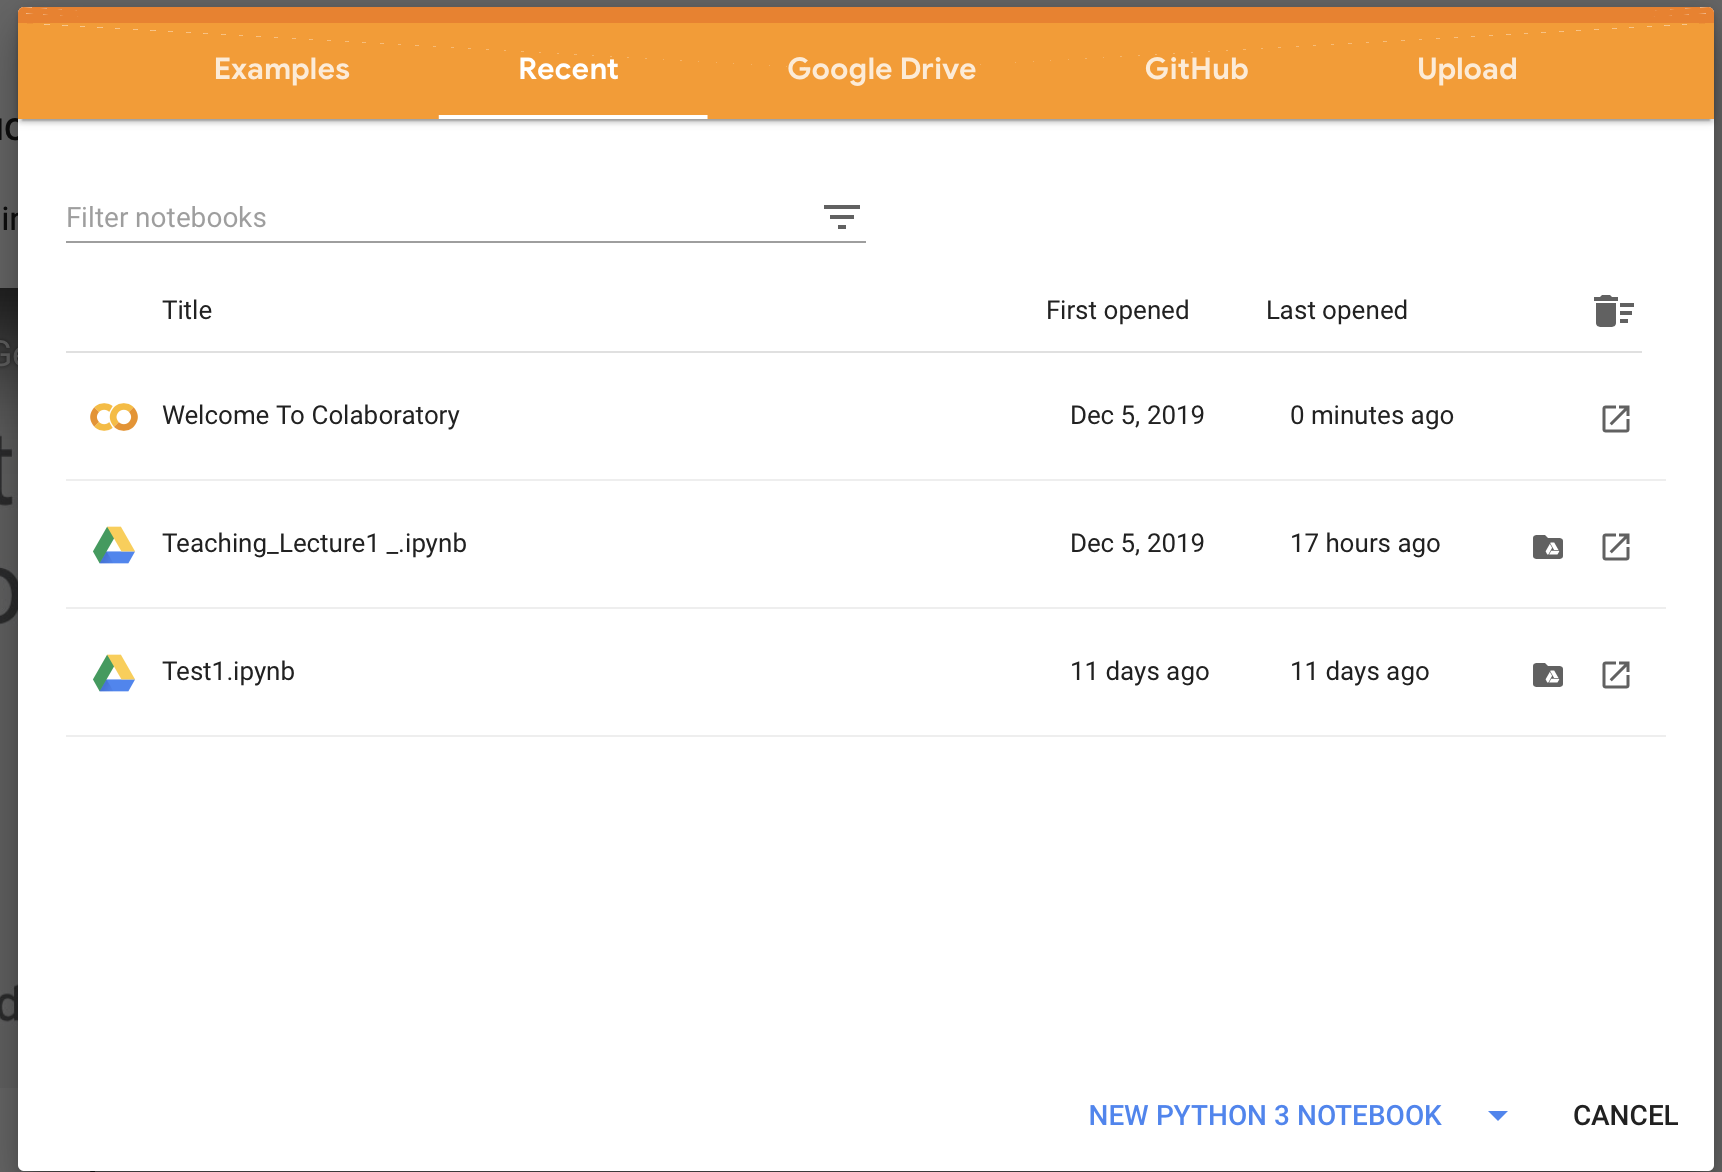 Examples Recent Google Drive GitHub Upload
Filter notebooks
Title First opened Last opened
Welcome To Colaboratory Dec 5, 2019 0 minutes ago
Teaching_Lecture1 _.ipynb Dec 5, 2019 17 hours ago
Test1.ipynb 11 days ago 11 days ago
NEW PYTHON 3 NOTEBOOK CANCEL